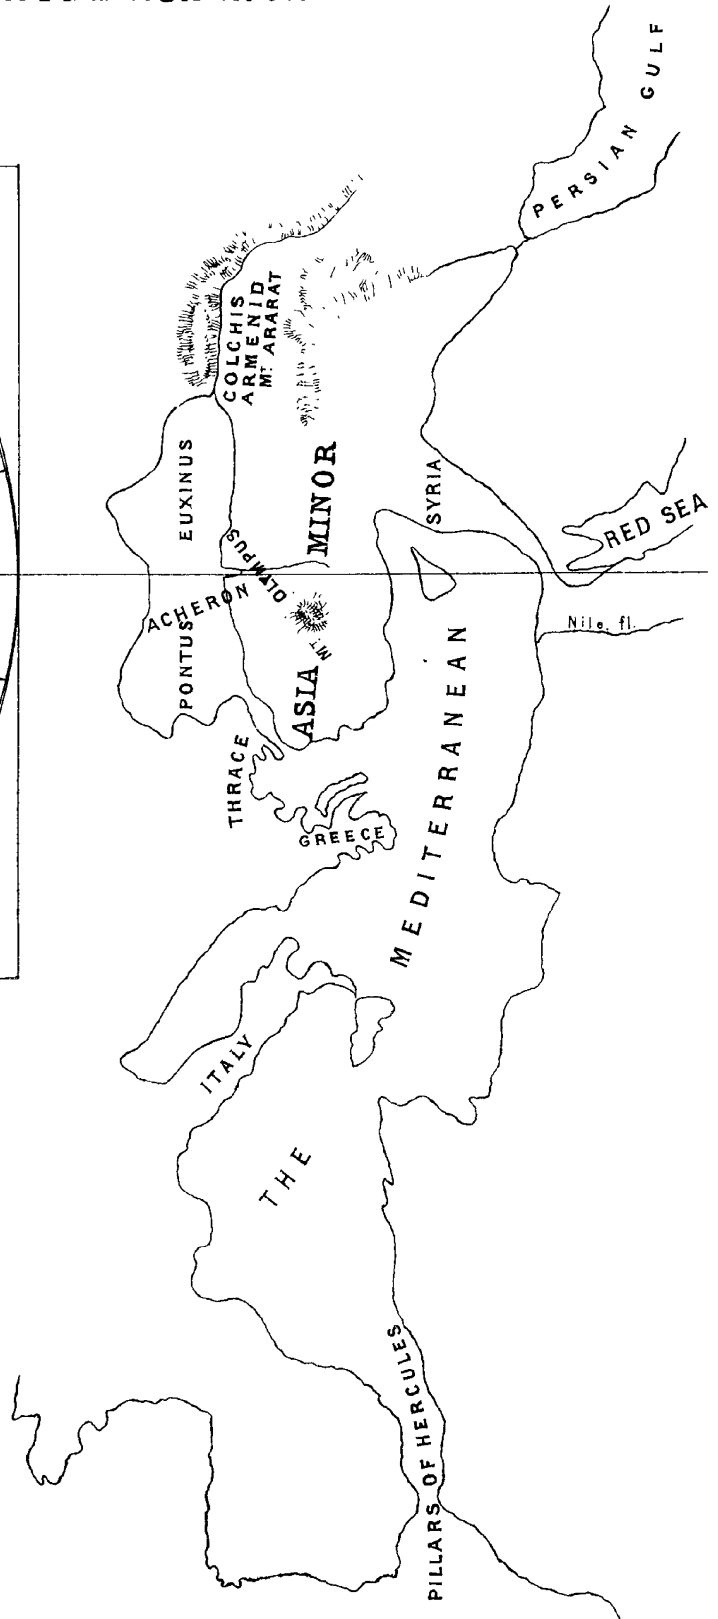 PERSIAN GULF
COLCHIS
ARMENID
MT. ARARAT
EUXINUS
PONTUS
ACHERON
OLYMPUS
MT.
ASIA MINOR
SYRIA
RED SEA
Nile. fl.
THRACE
GREECE
ITALY
THE MEDITERRANEAN
PILLARS OF HERCULES